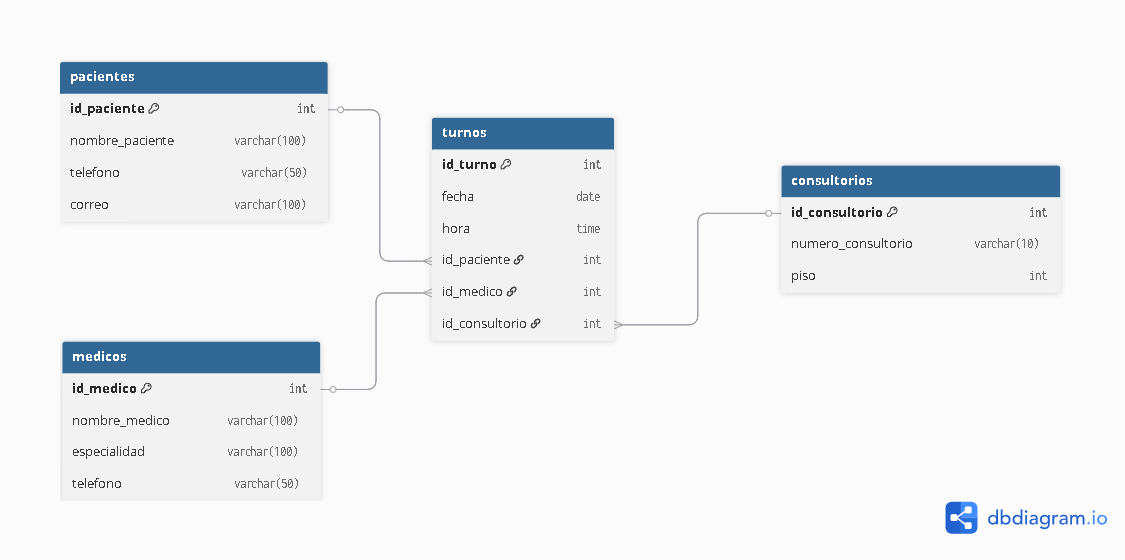 pacientes
id_paciente int
nombre_paciente varchar(100)
telefono varchar(50)
correo varchar(100)
turnos
id_turno int
fecha date
hora time
id_paciente int
id_medico int
id_consultorio int
consultorios
id_consultorio int
numero_consultorio varchar(10)
piso int
medicos
id_medico int
nombre_medico varchar(100)
especialidad varchar(100)
telefono varchar(50)
dbdiagram.io